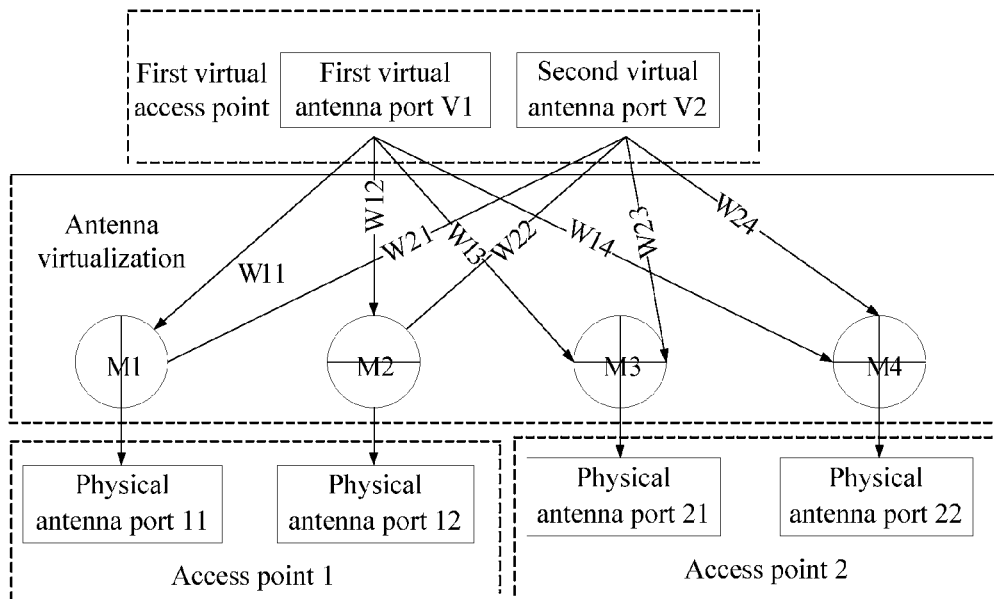 First virtual
access point
First virtual
antenna port V1
Second virtual
antenna port V2
Antenna
virtualization
W11
W12
W21
W13
W22
W14
W23
W24
M1
M2
M3
M4
Physical
antenna port 11
Physical
antenna port 12
Physical
antenna port 21
Physical
antenna port 22
Access point 1
Access point 2